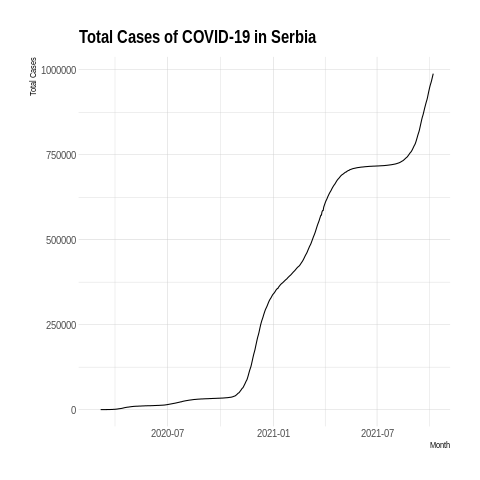 Total Cases of COVID-19 in Serbia
Total Cases
1000000
750000
500000
250000
0
2020-07 2021-01 2021-07
Month